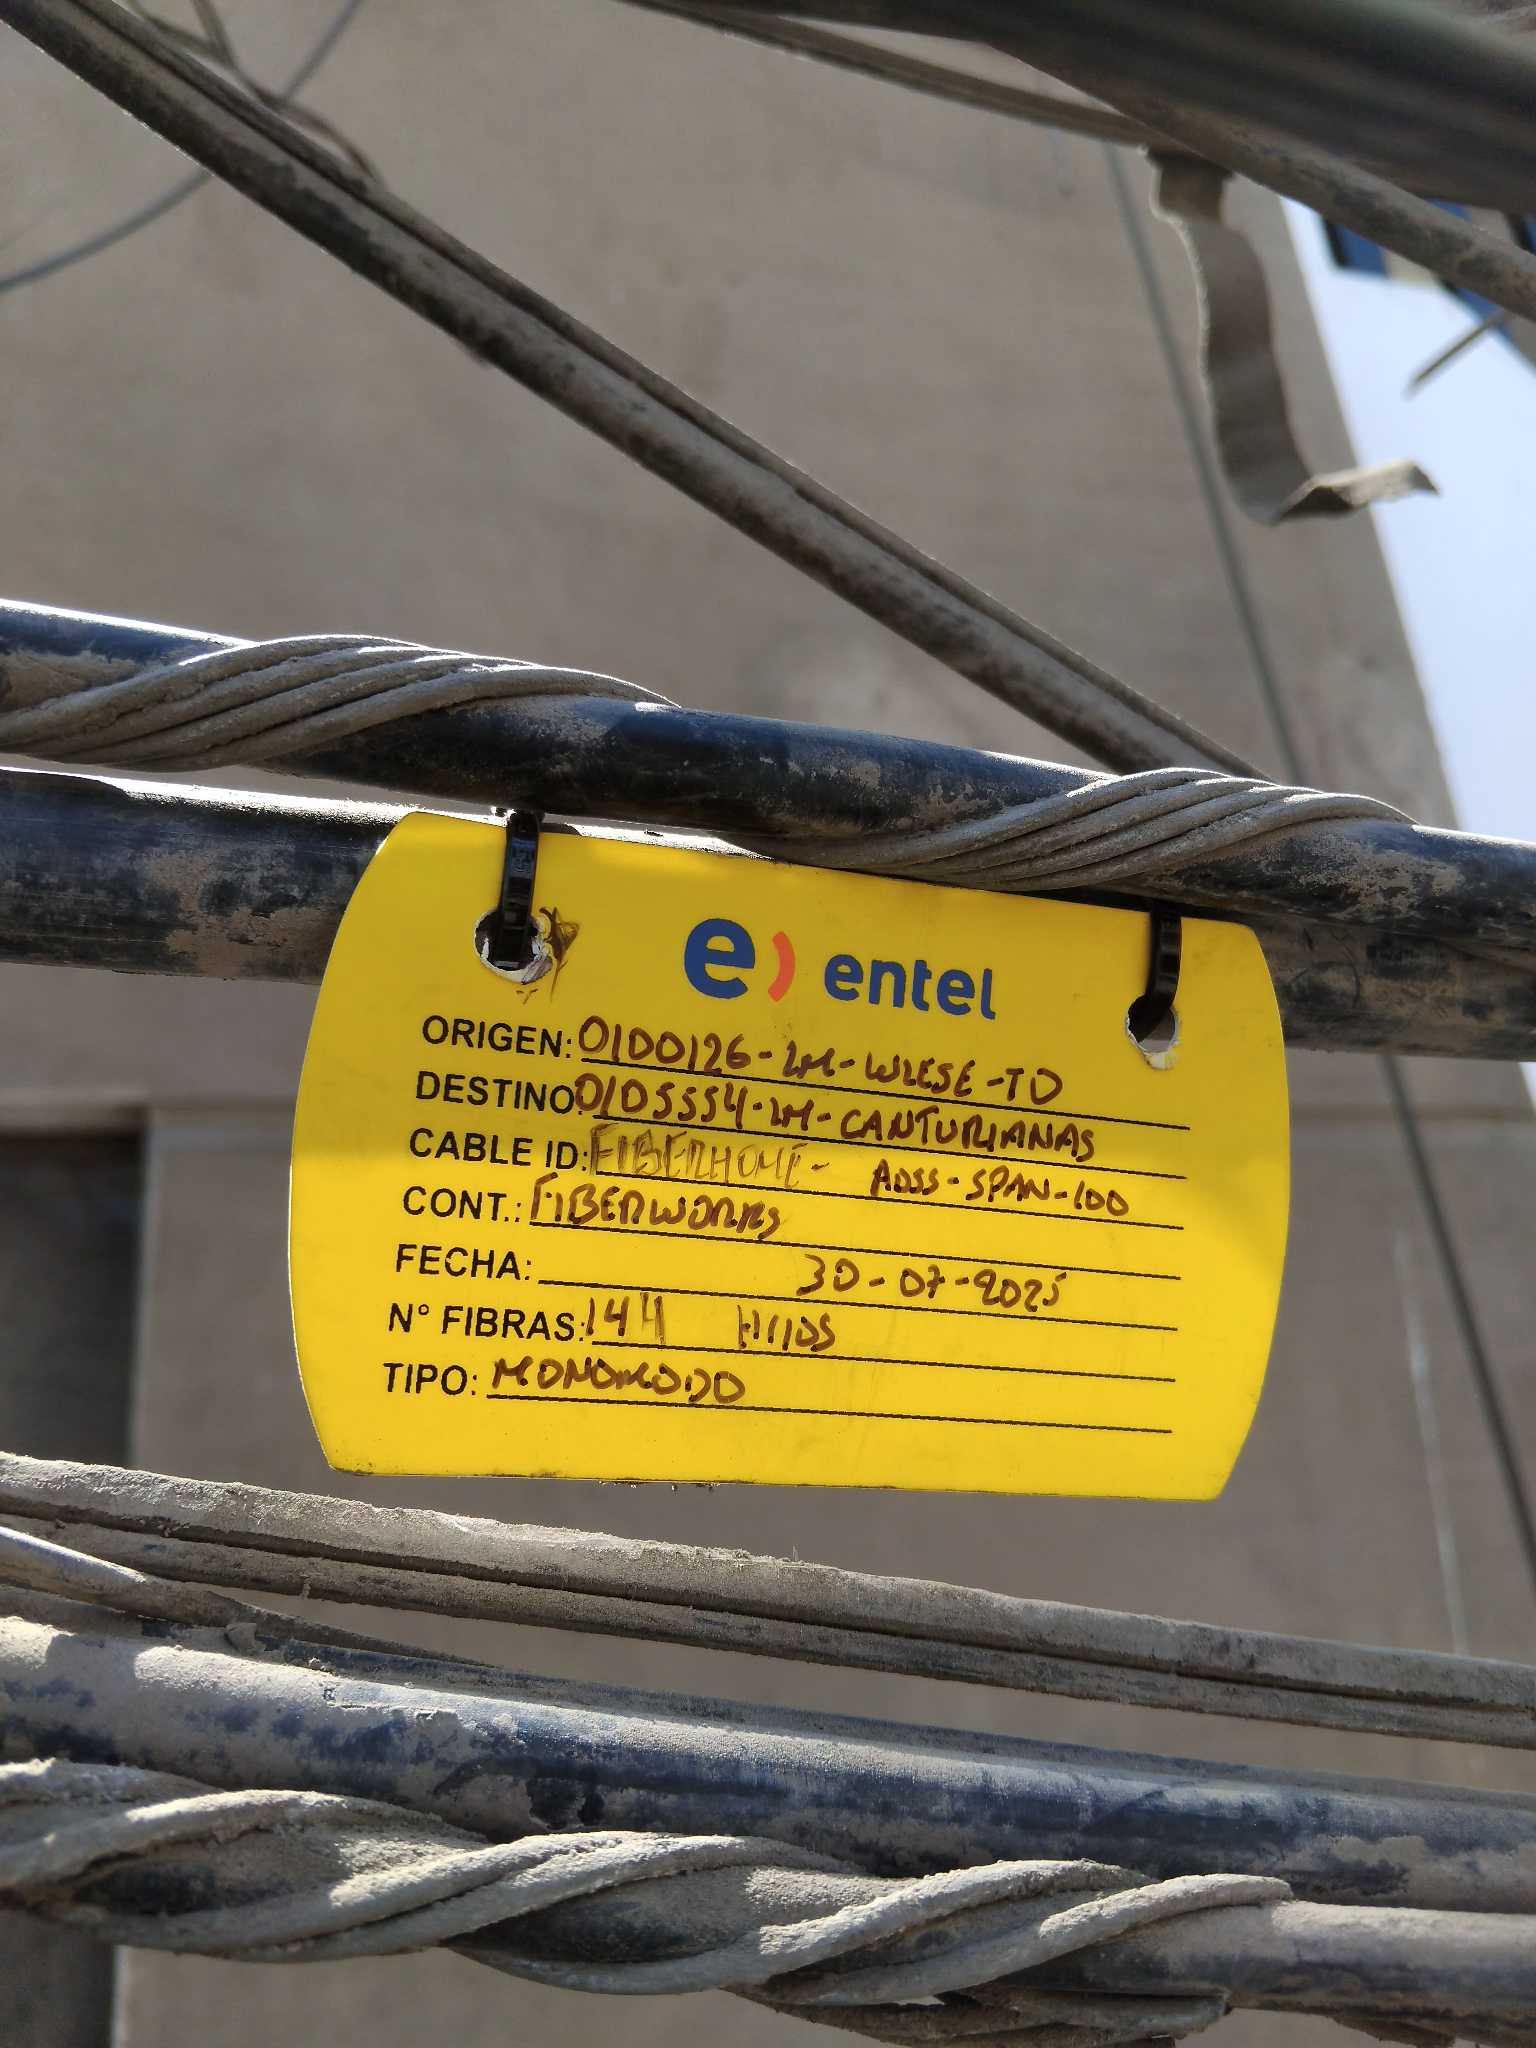 e) entel
ORIGEN: 0100126-LM-WIESE-TO
DESTINO: 0105554-LM-CANTURIANAS
CABLE ID: FIBERHOME- ADSS-SPAN-100
CONT.: FIBERWORKS
FECHA: 30-07-2025
N° FIBRAS: 144 HILOS
TIPO: MONOMODO